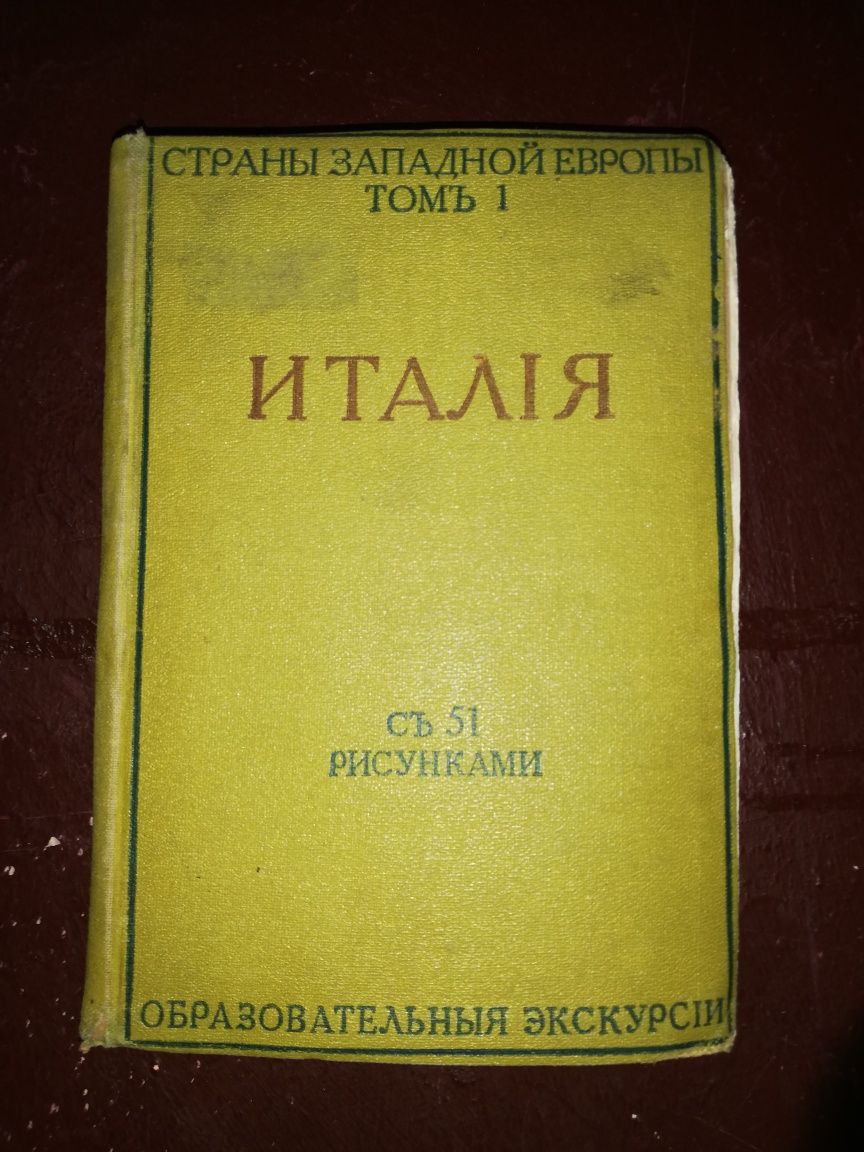 СТРАНЫ ЗАПАДНОЙ ЕВРОПЫ
ТОМЪ 1
ИТАЛІЯ
СЪ 51
РИСУНКАМИ
ОБРАЗОВАТЕЛЬНЫЯ ЭКСКУРСІИ